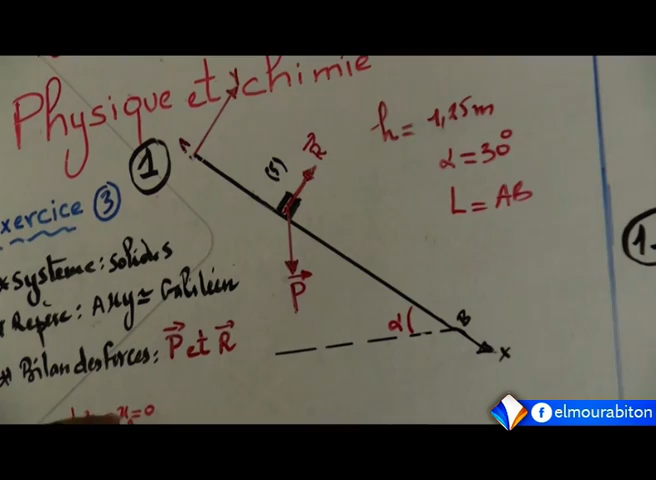 Physique et chimie
①
xercice ③
système: solide s
Repère: Axy ≃ Galiléen
Bilan des forces: P⃗ et R⃗
h = 1,25m
α = 30°
L = AB
(S)
R⃗
P⃗
α
B
x
1.
elmourabiton